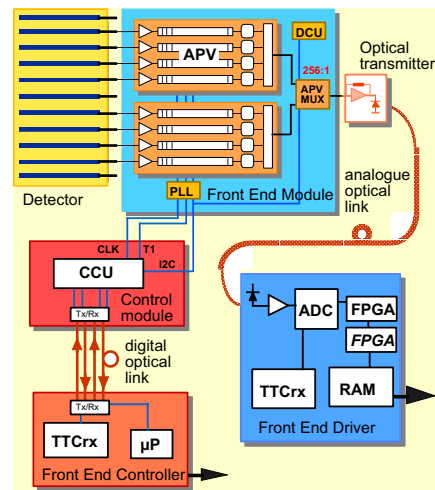 DCU
Optical
transmitter
APV
256:1
APV
MUX
PLL
Front End Module
Detector
analogue
optical
link
CLK
T1
I2C
CCU
Control
module
Tx/Rx
digital
optical
link
ADC
FPGA
FPGA
TTCrx
RAM
Front End Driver
Tx/Rx
TTCrx
µP
Front End Controller